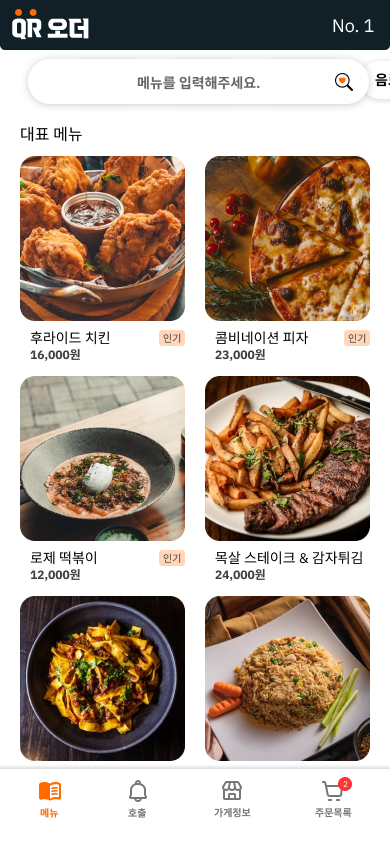 QR 오더
No. 1
메뉴를 입력해주세요.
대표 메뉴
후라이드 치킨
인기
16,000원
콤비네이션 피자
인기
23,000원
로제 떡볶이
인기
12,000원
목살 스테이크 & 감자튀김
24,000원
메뉴
호출
가게정보
2
주문목록